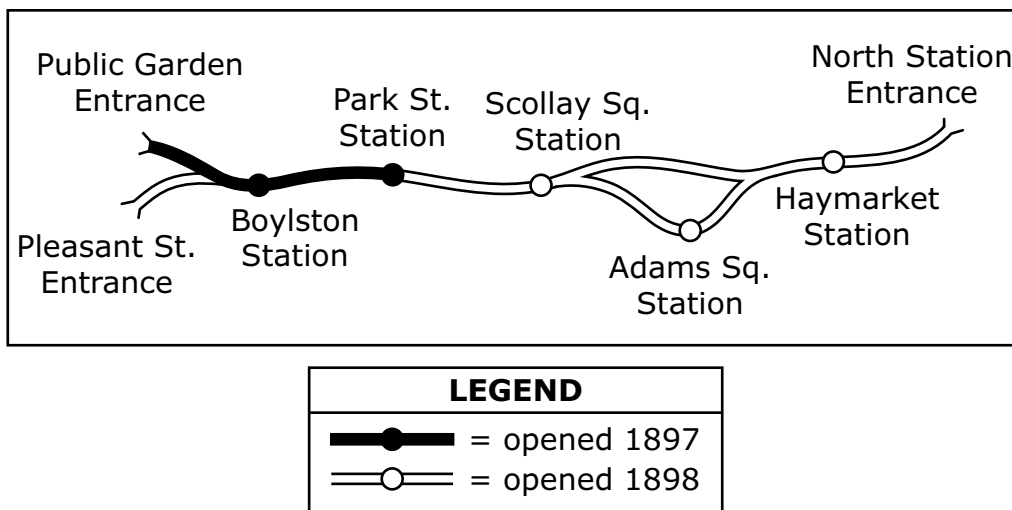 Public Garden
Entrance
Park St.
Station
Scollay Sq.
Station
North Station
Entrance
Pleasant St.
Entrance
Boylston
Station
Adams Sq.
Station
Haymarket
Station
LEGEND
= opened 1897
= opened 1898